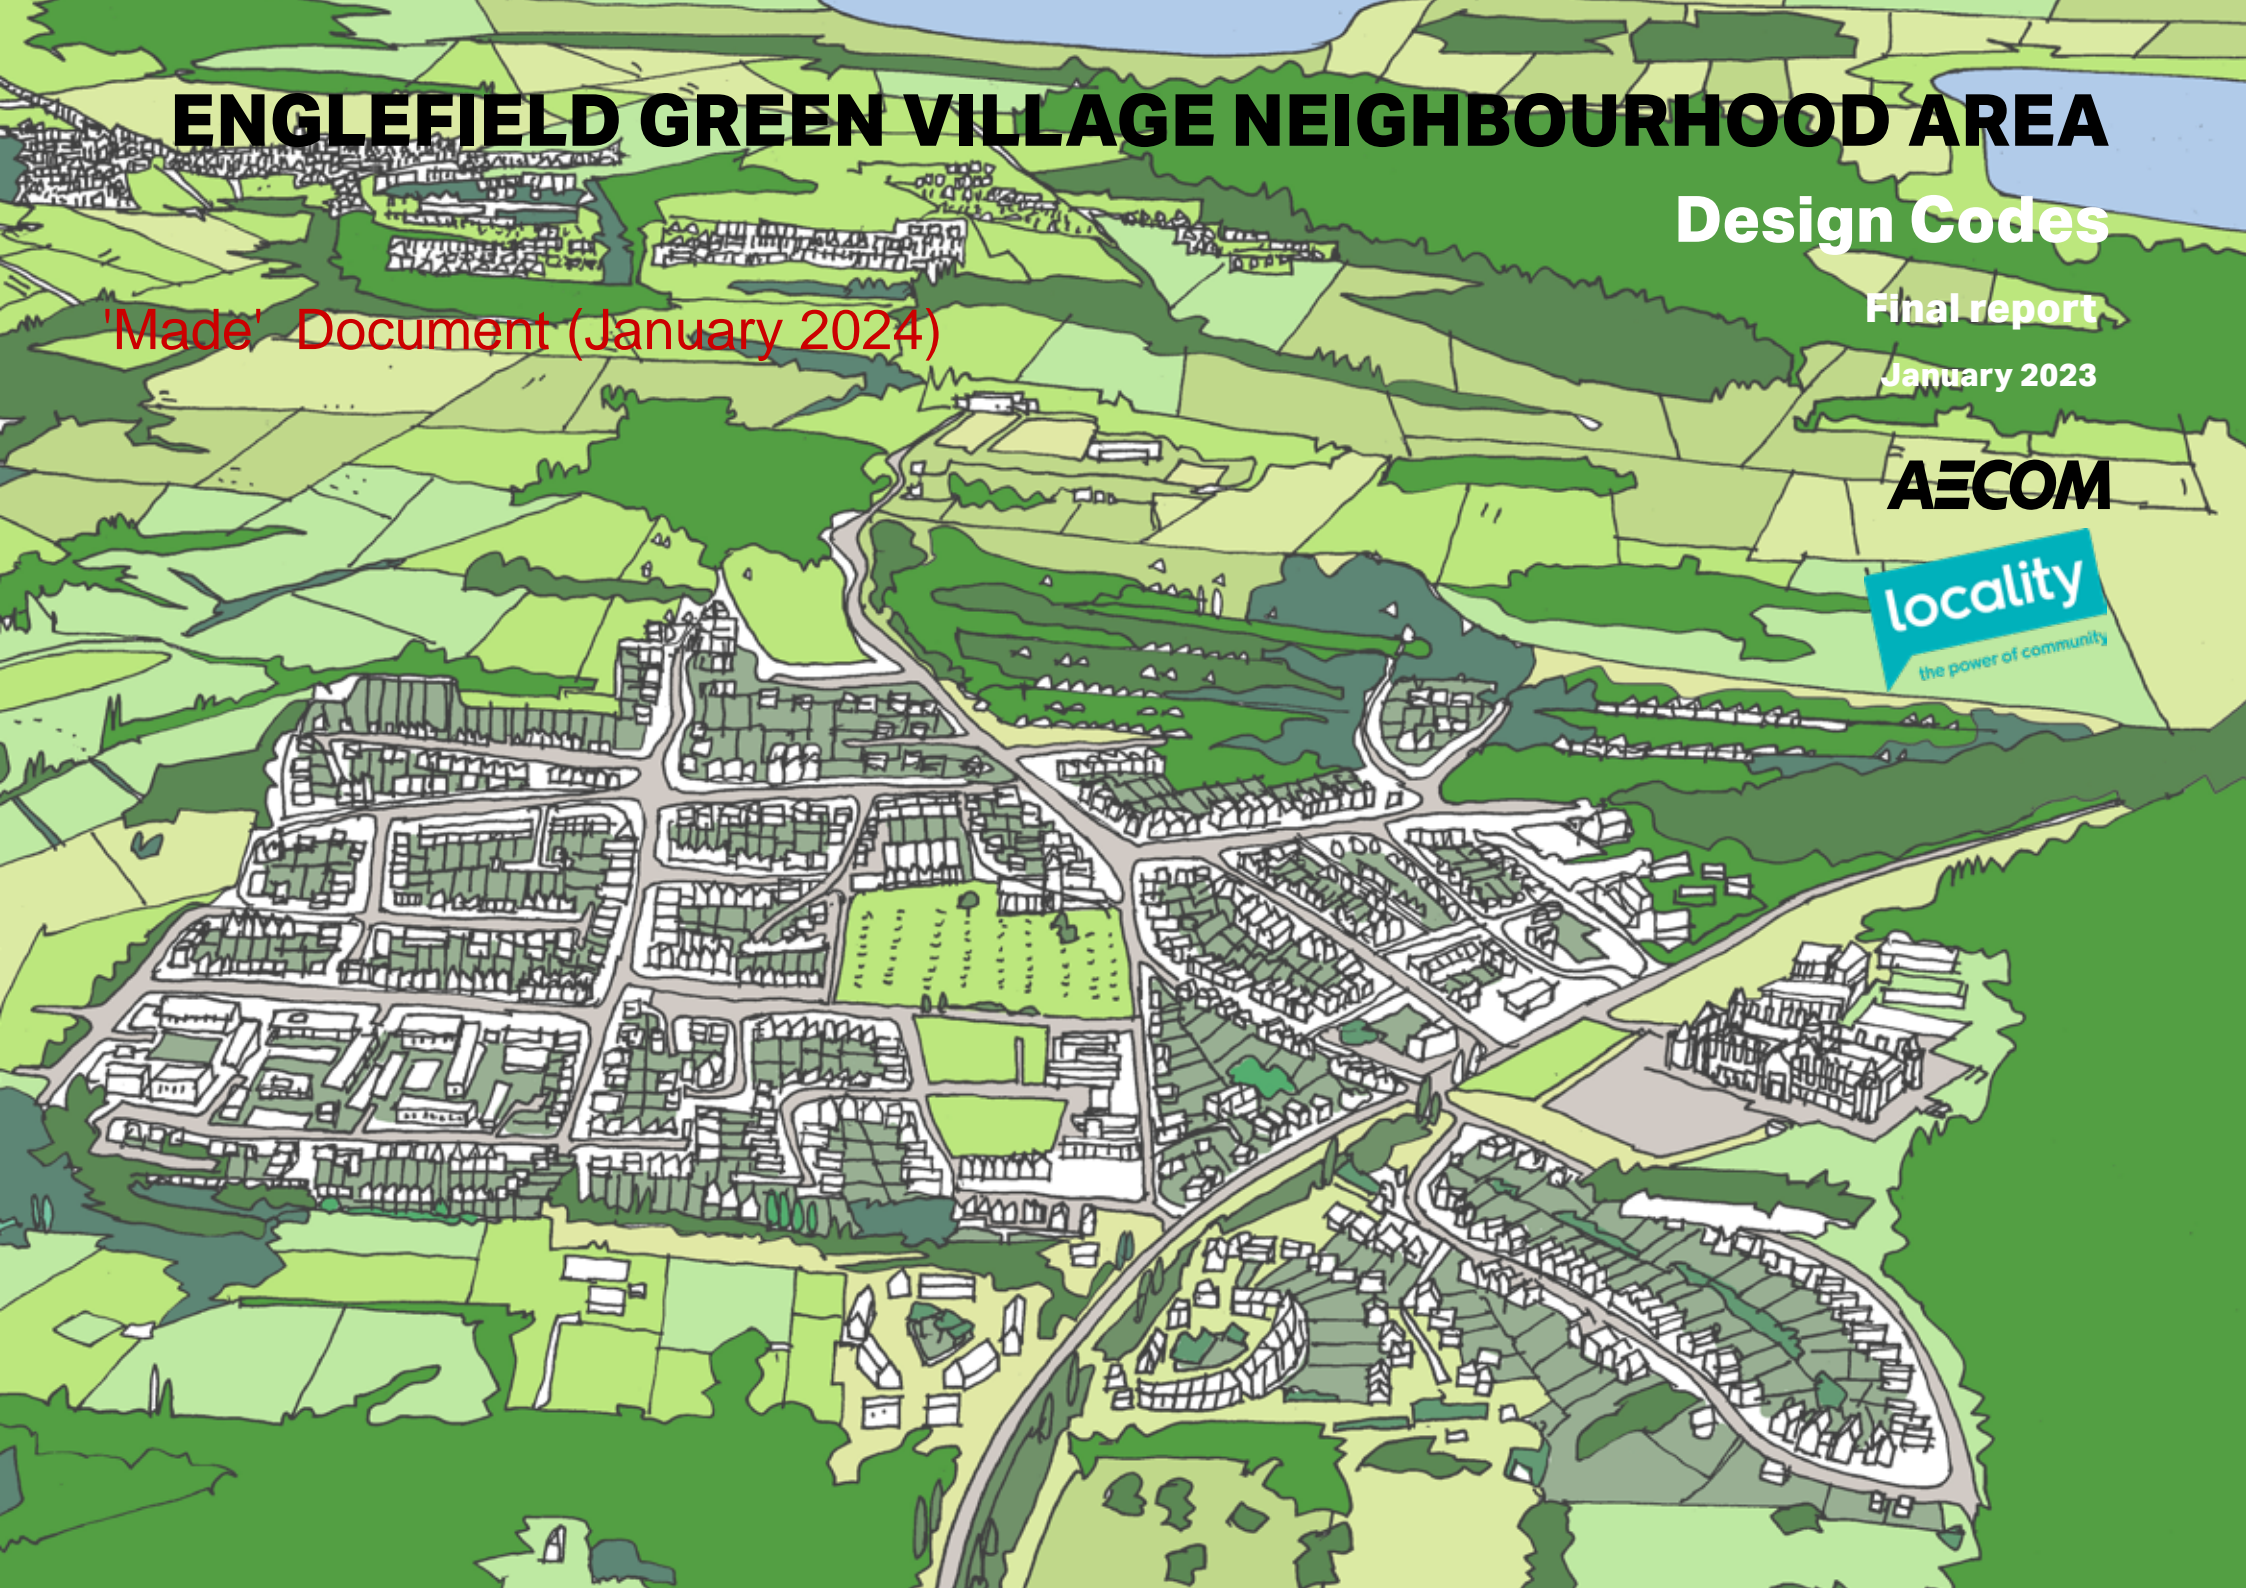 ENGLEFIELD GREEN VILLAGE NEIGHBOURHOOD AREA
Design Codes
Final report
'Made'  Document (January 2024)
January 2023
AECOM
locality
the power of community